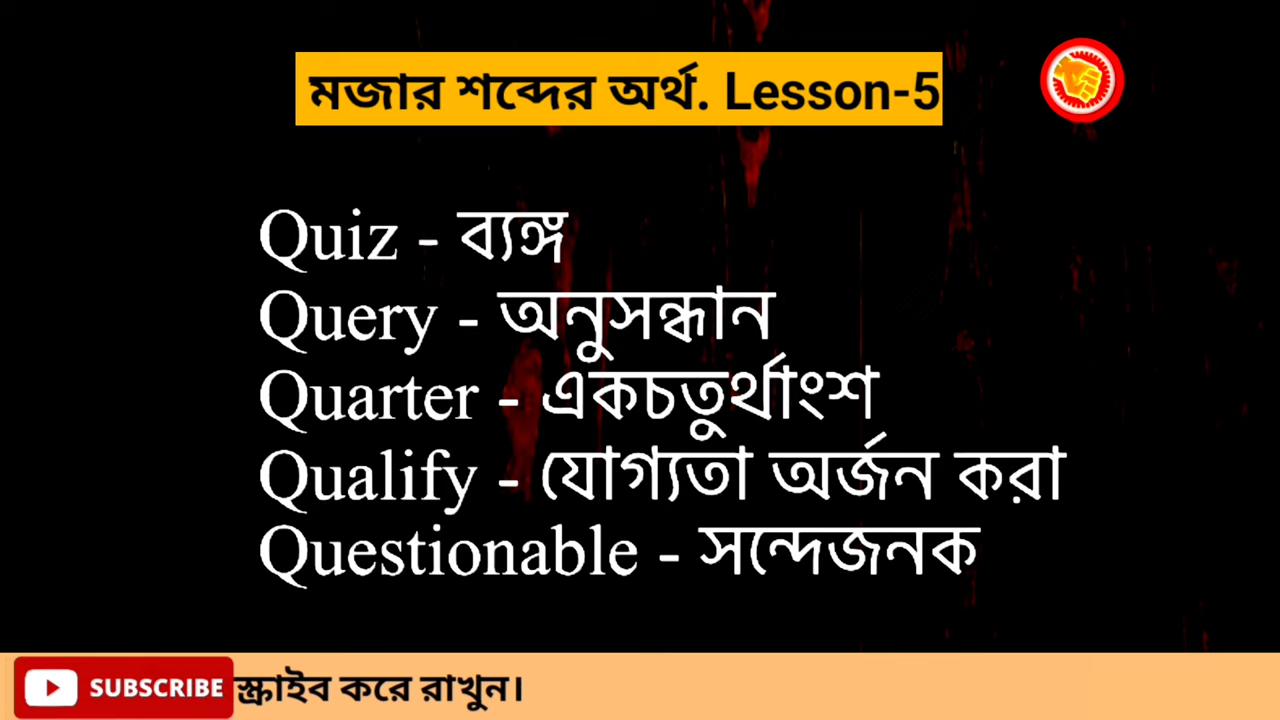 মজার শব্দের অর্থ. Lesson-5
Quiz - ব্যঙ্গ
Query - অনুসন্ধান
Quarter - একচতুর্থাংশ
Qualify - যোগ্যতা অর্জন করা
Questionable - সন্দেজনক
SUBSCRIBE স্ক্রাইব করে রাখুন।